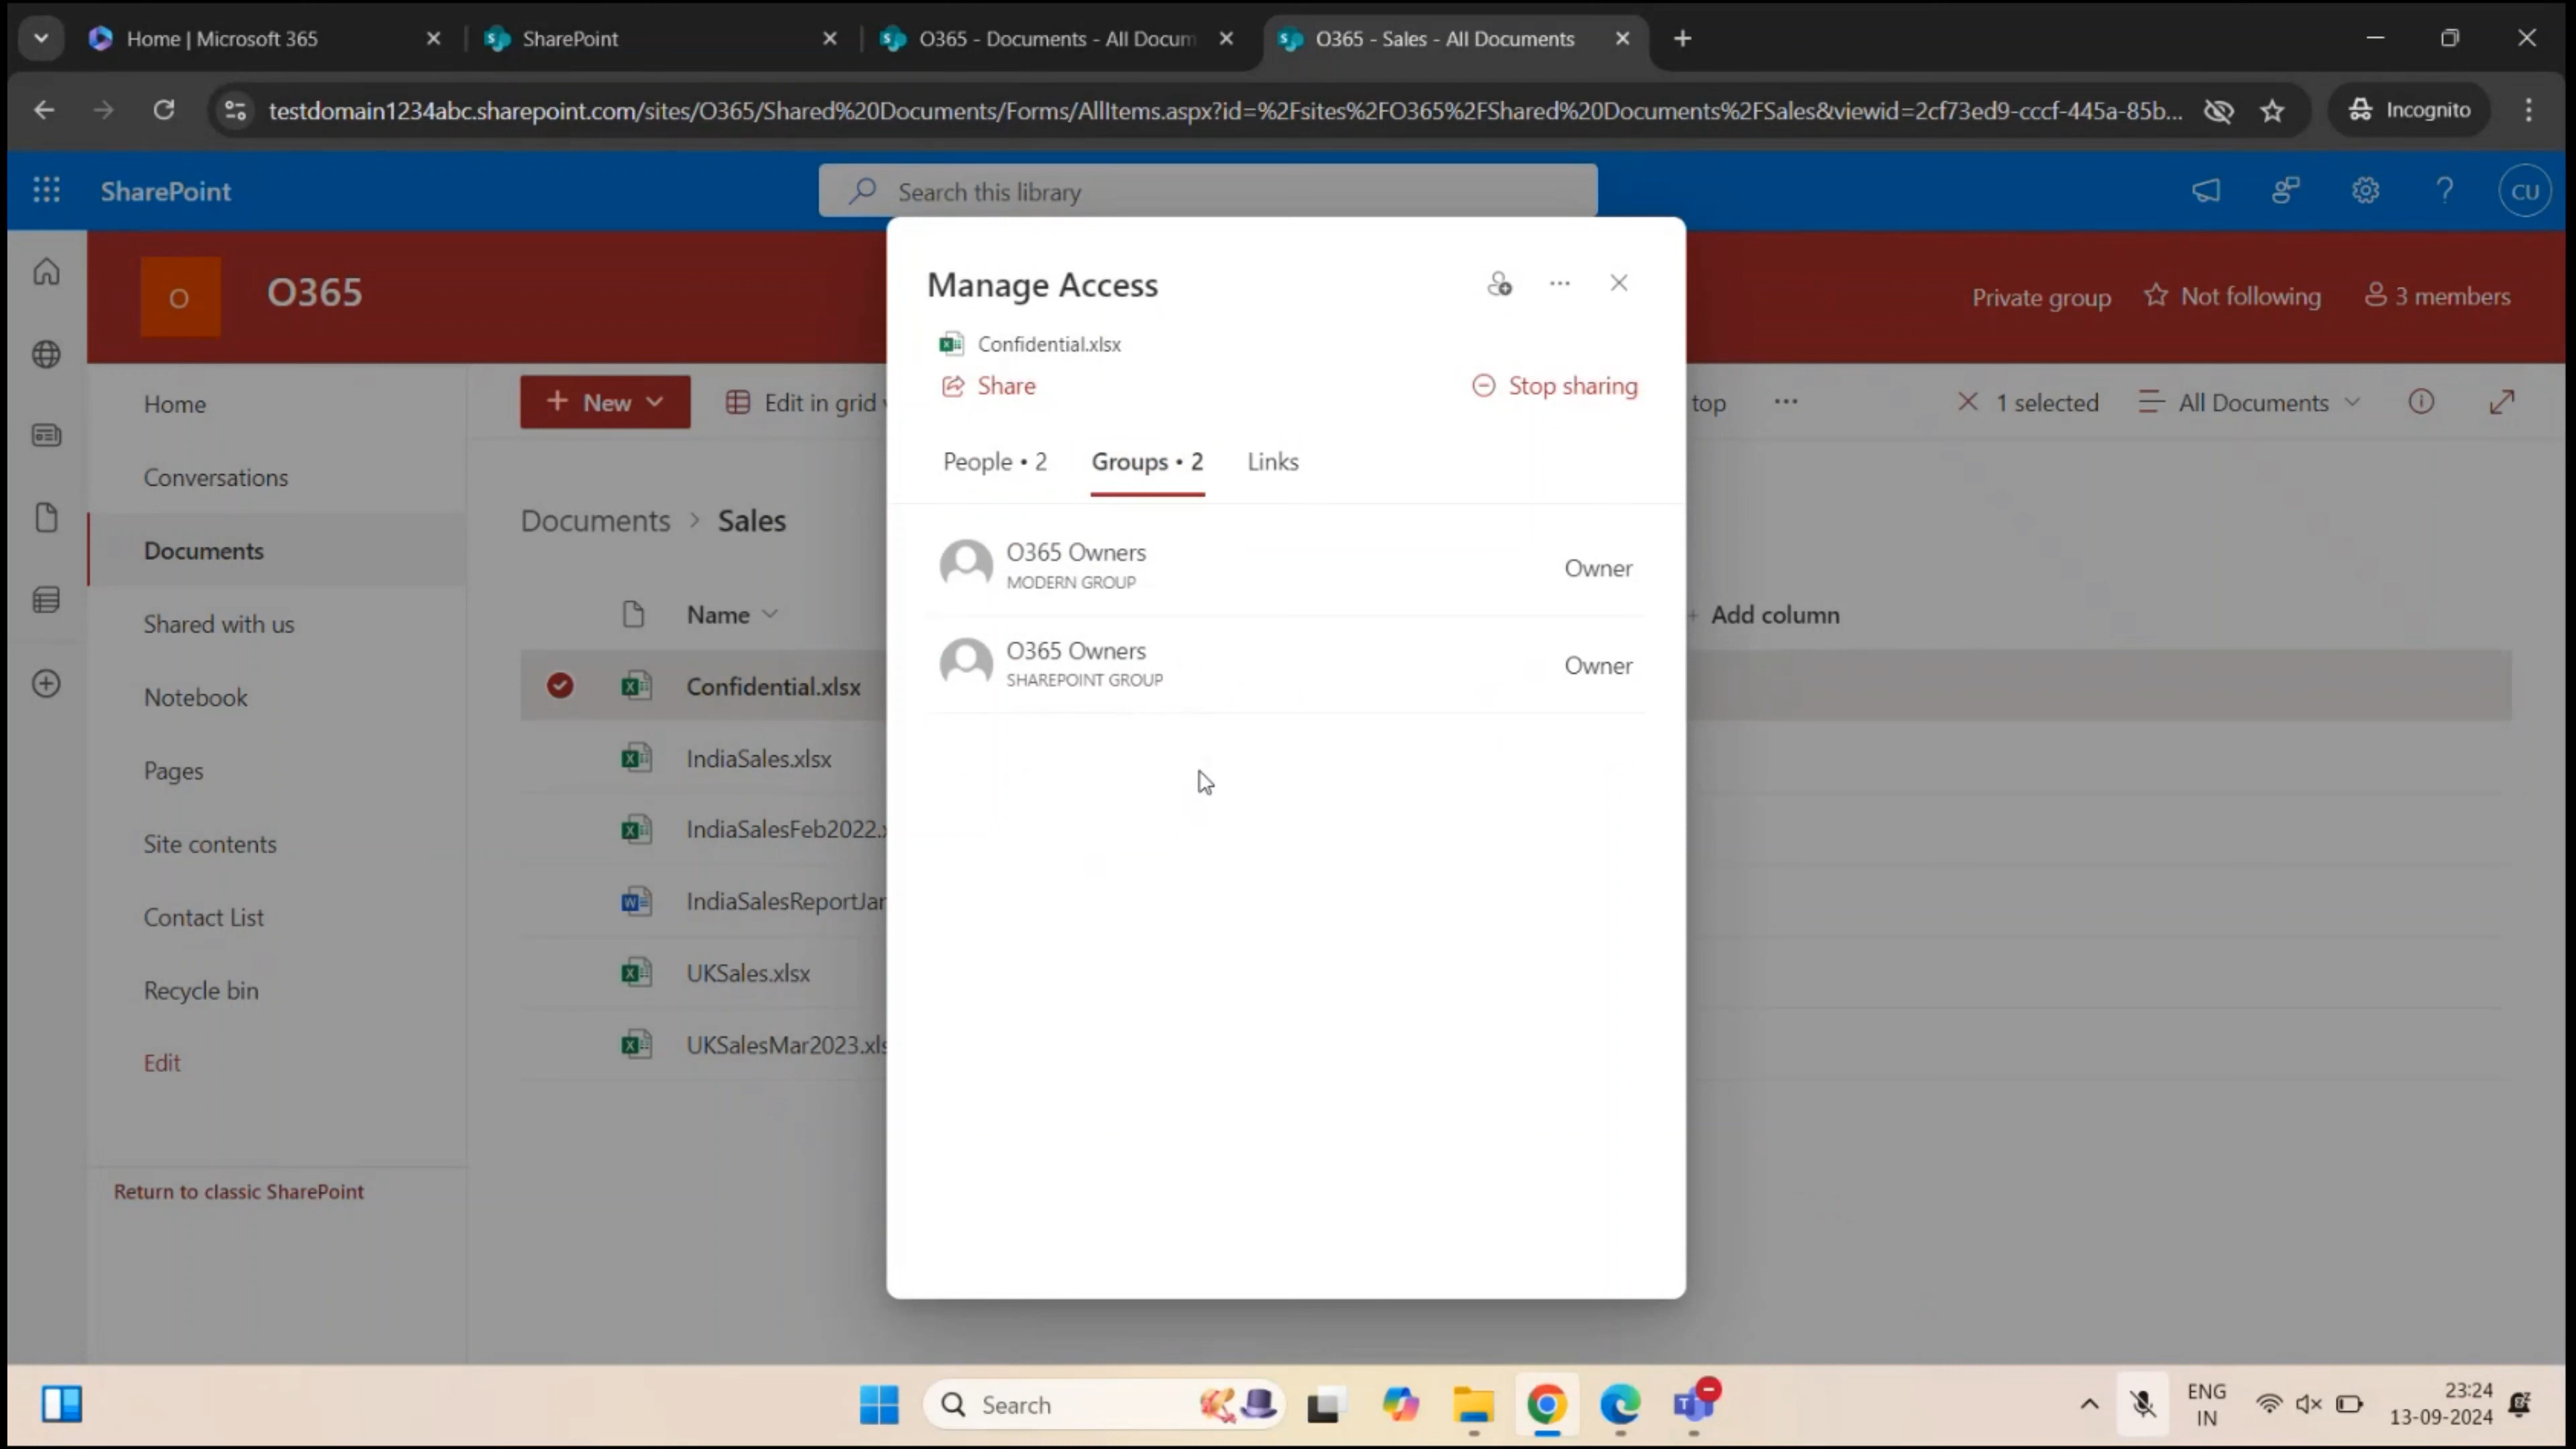 Home | Microsoft 365
SharePoint
O365 - Documents - All Docum
O365 - Sales - All Documents
testdomain1234abc.sharepoint.com/sites/O365/Shared%20Documents/Forms/AllItems.aspx?id=%2Fsites%2FO365%2FShared%20Documents%2FSales&viewid=2cf73ed9-cccf-445a-85b...
Incognito
SharePoint
Search this library
CU
O
O365
Private group
Not following
3 members
Manage Access
Confidential.xlsx
Share
Stop sharing
People • 2
Groups • 2
Links
O365 Owners
MODERN GROUP
Owner
O365 Owners
SHAREPOINT GROUP
Owner
Home
Conversations
Documents
Shared with us
Notebook
Pages
Site contents
Contact List
Recycle bin
Edit
Return to classic SharePoint
+ New
Edit in grid
top
1 selected
All Documents
Documents > Sales
Name
+ Add column
Confidential.xlsx
IndiaSales.xlsx
IndiaSalesFeb2022.x
IndiaSalesReportJar
UKSales.xlsx
UKSalesMar2023.xls
Search
ENG
IN
23:24
13-09-2024